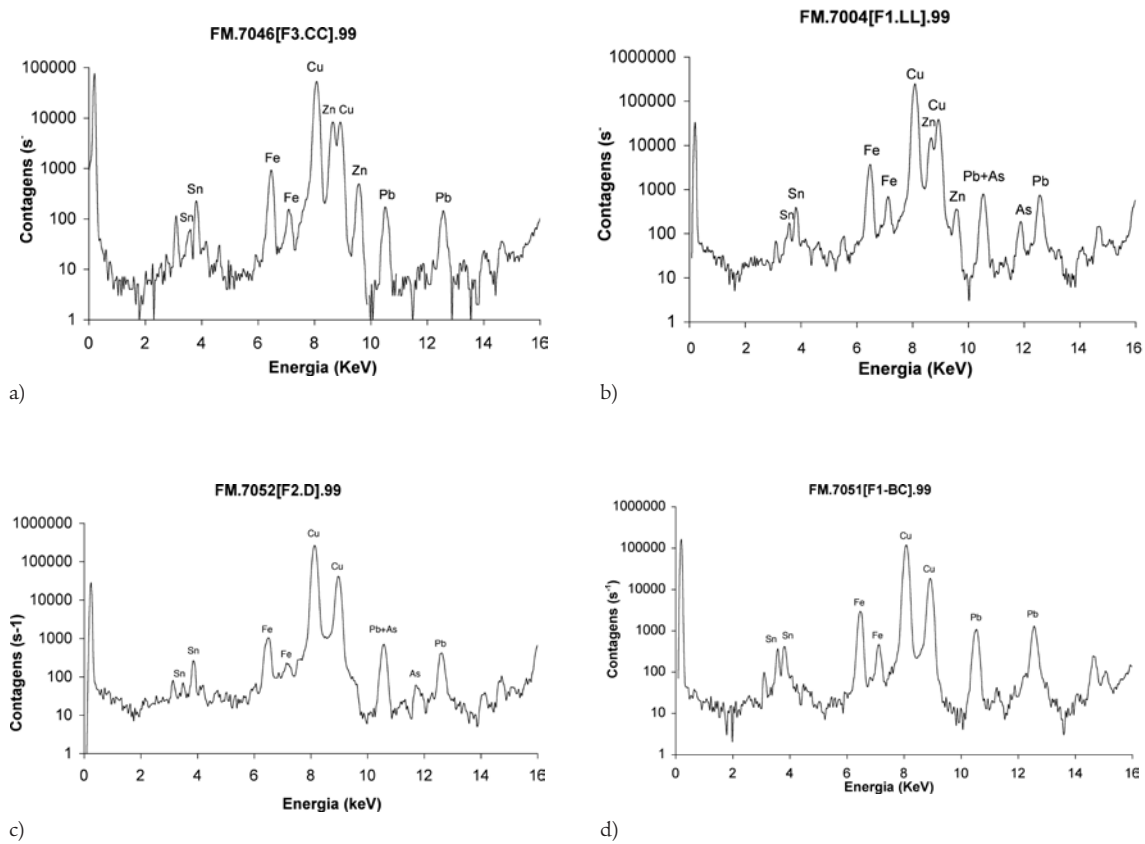 FM.7046[F3.CC].99
Contagens (s-
100000
10000
1000
100
10
1
Cu
Zn Cu
Fe
Zn
Sn
Fe
Pb
Pb
Sn
0 2 4 6 8 10 12 14 16
Energia (KeV)
a)
FM.7004[F1.LL].99
Contagens (s-
1000000
100000
10000
1000
100
10
1
Cu
Cu
Zn
Fe
Fe
Pb+As
Pb
Zn
Sn
As
Sn
0 2 4 6 8 10 12 14 16
Energia (KeV)
b)
FM.7052[F2.D].99
Contagens (s-1)
1000000
100000
10000
1000
100
10
1
Cu
Cu
Fe
Pb+As
Pb
Sn
Fe
As
Sn
0 2 4 6 8 10 12 14 16
Energia (keV)
c)
FM.7051[F1-BC].99
Contagens (s-1)
1000000
100000
10000
1000
100
10
1
Cu
Cu
Fe
Pb
Pb
Fe
Sn Sn
0 2 4 6 8 10 12 14 16
Energia (KeV)
d)